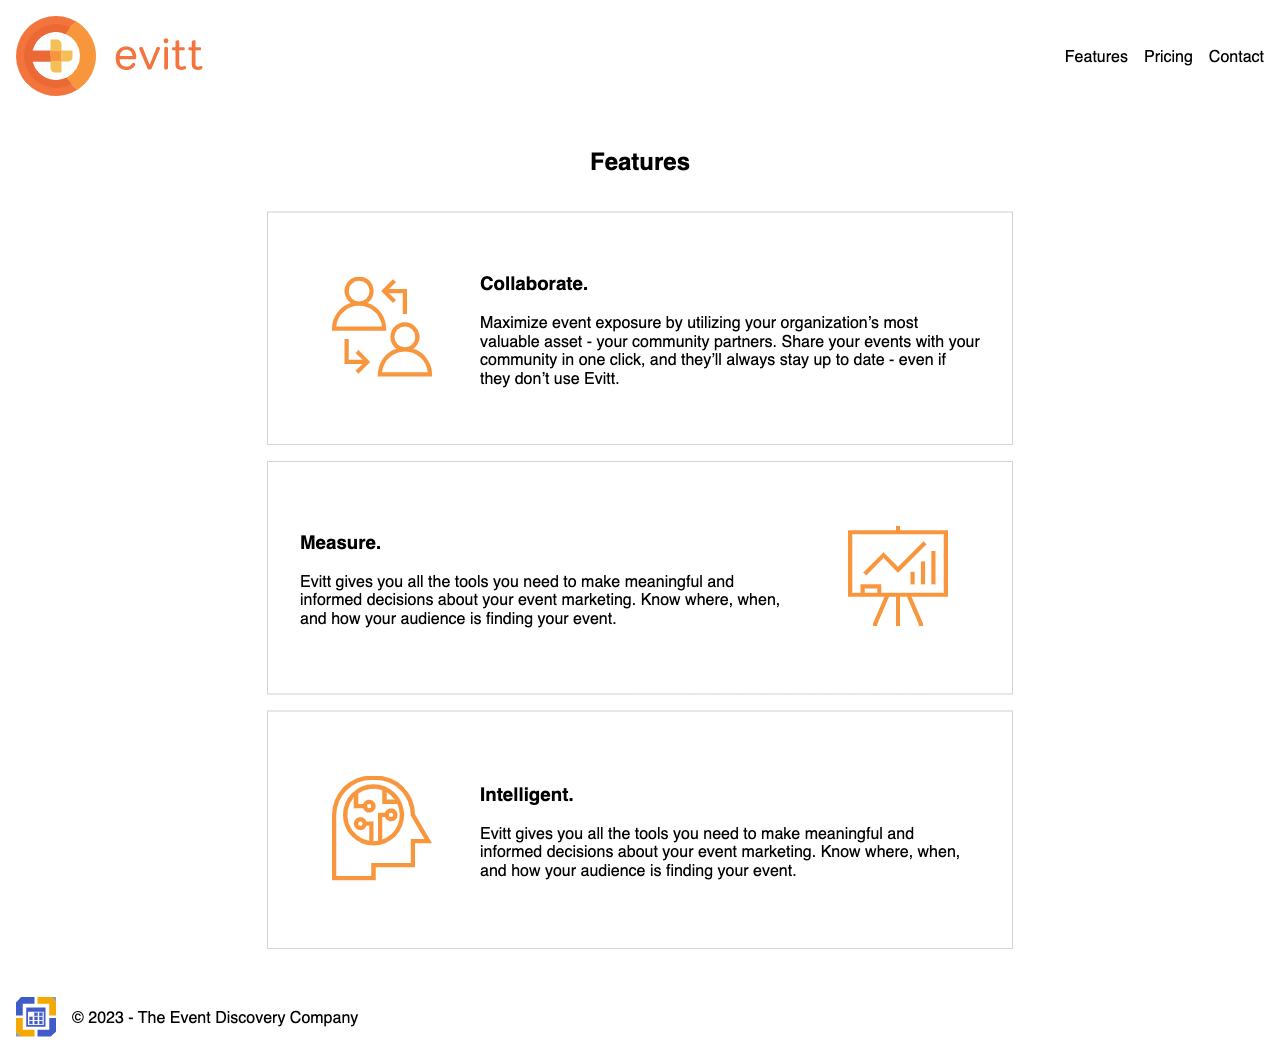 evitt
Features Pricing Contact
Features
Collaborate.
Maximize event exposure by utilizing your organization’s most
valuable asset - your community partners. Share your events with your
community in one click, and they’ll always stay up to date - even if
they don’t use Evitt.
Measure.
Evitt gives you all the tools you need to make meaningful and
informed decisions about your event marketing. Know where, when,
and how your audience is finding your event.
Intelligent.
Evitt gives you all the tools you need to make meaningful and
informed decisions about your event marketing. Know where, when,
and how your audience is finding your event.
© 2023 - The Event Discovery Company